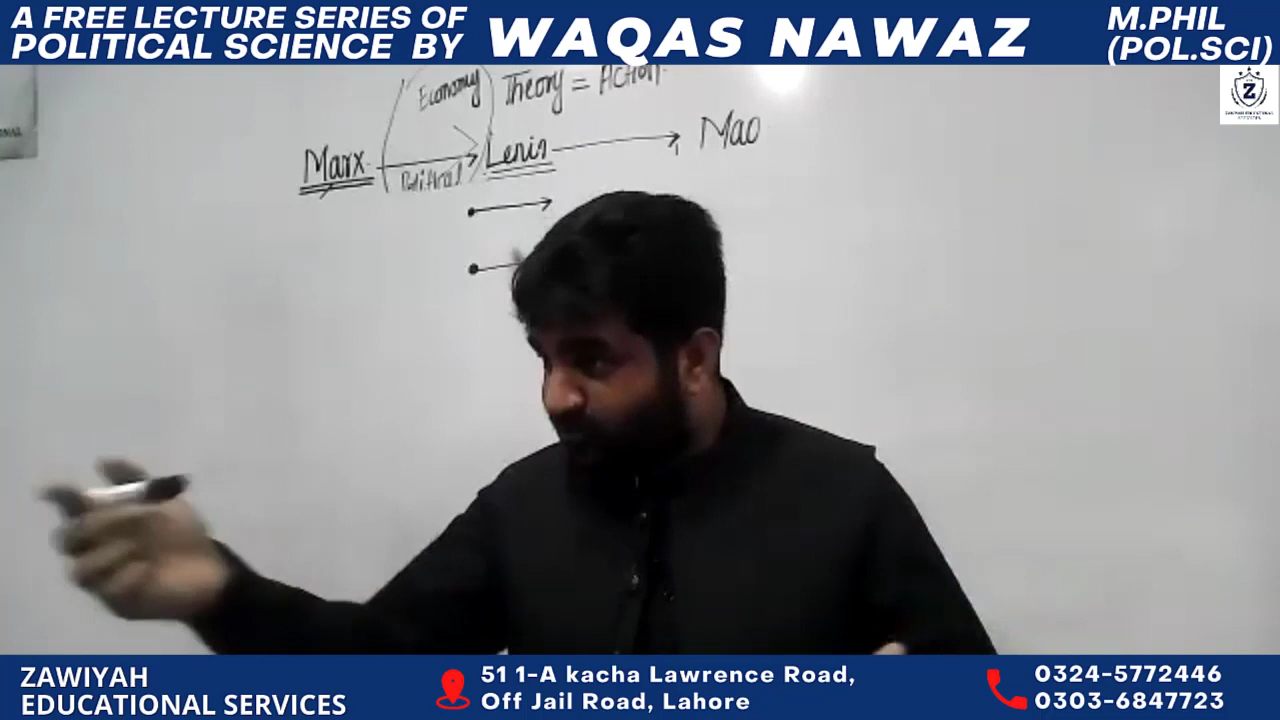 A FREE LECTURE SERIES OF
POLITICAL SCIENCE BY
WAQAS NAWAZ
M.PHIL
(POL.SCI)
Z
Economy
Theory = Action
Marx
Political
Lenin
Mao
ZAWIYAH
EDUCATIONAL SERVICES
51 1-A kacha Lawrence Road,
Off Jail Road, Lahore
0324-5772446
0303-6847723